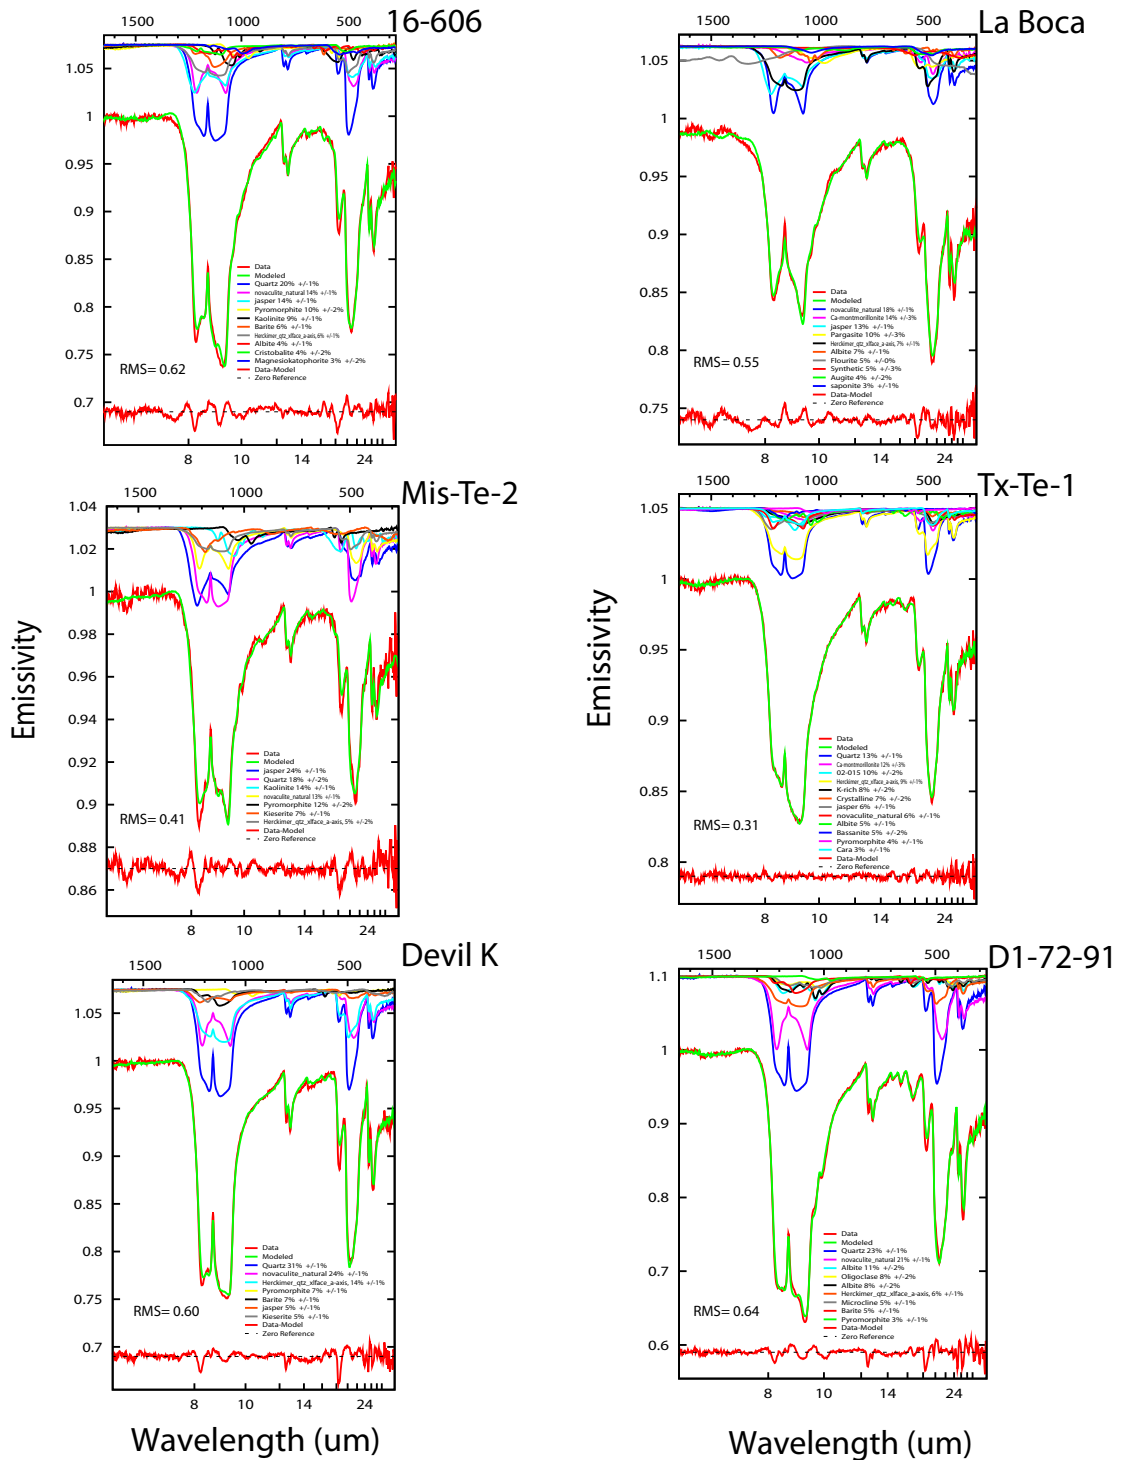 16-606
1500 1000 500
1.05
1
0.95
0.9
0.85
0.8
0.75
0.7
Data
Modeled
Quartz 20% +/-1%
novaculite_natural 14% +/-1%
jasper 14% +/-1%
Pyromorphite 10% +/-2%
Kaolinite 9% +/-1%
Barite 6% +/-1%
Herckimer_qtz_xlface_a-axis, 6% +/-1%
Albite 4% +/-1%
Cristobalite 4% +/-2%
Magnesiokatophorite 3% +/-2%
Data-Model
Zero Reference
RMS= 0.62
8 10 14 24
La Boca
1500 1000 500
1.05
1
0.95
0.9
0.85
0.8
0.75
Data
Modeled
novaculite_natural 18% +/-1%
Ca-montmorillonite 14% +/-3%
jasper 13% +/-1%
Pargasite 10% +/-3%
Herckimer_qtz_xlface_a-axis, 7% +/-1%
Albite 7% +/-1%
Flourite 5% +/-0%
Synthetic 5% +/-3%
Augite 4% +/-2%
saponite 3% +/-1%
Data-Model
Zero Reference
RMS= 0.55
8 10 14 24
Mis-Te-2
1500 1000 500
1.04
1.02
1
0.98
0.96
0.94
0.92
0.9
0.88
0.86
Emissivity
Data
Modeled
jasper 24% +/-1%
Quartz 18% +/-2%
Kaolinite 14% +/-1%
novaculite_natural 13% +/-1%
Pyromorphite 12% +/-2%
Kieserite 7% +/-1%
Herckimer_qtz_xlface_a-axis, 5% +/-2%
Data-Model
Zero Reference
RMS= 0.41
8 10 14 24
Tx-Te-1
1500 1000 500
1.05
1
0.95
0.9
0.85
0.8
Emissivity
Data
Modeled
Quartz 13% +/-1%
Ca-montmorillonite 12% +/-3%
02-015 10% +/-2%
Herckimer_qtz_xlface_a-axis, 9% +/-1%
K-rich 8% +/-2%
Crystalline 7% +/-2%
jasper 6% +/-1%
novaculite_natural 6% +/-1%
Albite 5% +/-1%
Bassanite 5% +/-2%
Pyromorphite 4% +/-1%
Cara 3% +/-1%
Data-Model
Zero Reference
RMS= 0.31
8 10 14 24
Devil K
1500 1000 500
1.05
1
0.95
0.9
0.85
0.8
0.75
0.7
Data
Modeled
Quartz 31% +/-1%
novaculite_natural 24% +/-1%
Herckimer_qtz_xlface_a-axis, 14% +/-1%
Pyromorphite 7% +/-1%
Barite 7% +/-1%
jasper 5% +/-1%
Kieserite 5% +/-1%
Data-Model
Zero Reference
RMS= 0.60
8 10 14 24
Wavelength (um)
D1-72-91
1500 1000 500
1.1
1
0.9
0.8
0.7
0.6
Data
Modeled
Quartz 23% +/-1%
novaculite_natural 21% +/-1%
Albite 11% +/-2%
Oligoclase 8% +/-2%
Albite 8% +/-2%
Herckimer_qtz_xlface_a-axis, 6% +/-1%
Microcline 5% +/-1%
Barite 5% +/-1%
Pyromorphite 3% +/-1%
Data-Model
Zero Reference
RMS= 0.64
8 10 14 24
Wavelength (um)